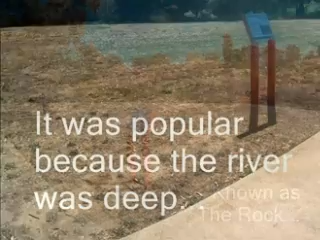 It was popular
because the river
was deep...
Known as
The Rock...